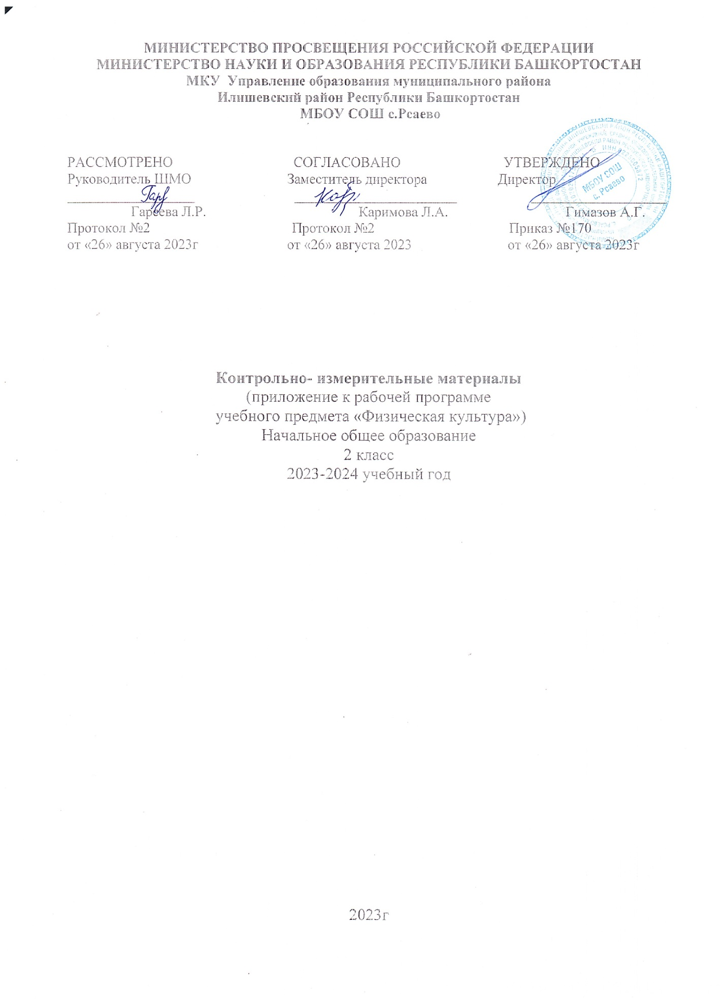 МИНИСТЕРСТВО ПРОСВЕЩЕНИЯ РОССИЙСКОЙ ФЕДЕРАЦИИ
МИНИСТЕРСТВО НАУКИ И ОБРАЗОВАНИЯ РЕСПУБЛИКИ БАШКОРТОСТАН
МКУ Управление образования муниципального района
Илишевский район Республики Башкортостан
МБОУ СОШ с.Рсаево
РАССМОТРЕНО СОГЛАСОВАНО УТВЕРЖДЕНО
Руководитель ШМО Заместитель директора Директор
Гареева Л.Р. Каримова Л.А. Гимазов А.Г.
Протокол №2 Протокол №2 Приказ №170
от «26» августа 2023г от «26» августа 2023 от «26» августа 2023г
МБОУ СОШ
с. Рсаево
Контрольно- измерительные материалы
(приложение к рабочей программе
учебного предмета «Физическая культура»)
Начальное общее образование
2 класс
2023-2024 учебный год
2023г